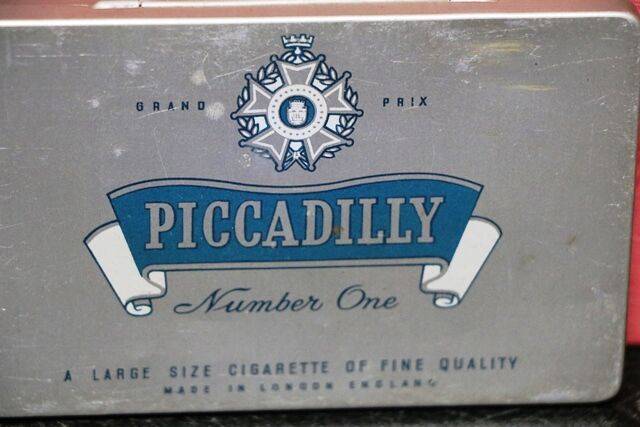 GRAND PRIX
PICCADILLY
Number One
A LARGE SIZE CIGARETTE OF FINE QUALITY
MADE IN LONDON ENGLAND